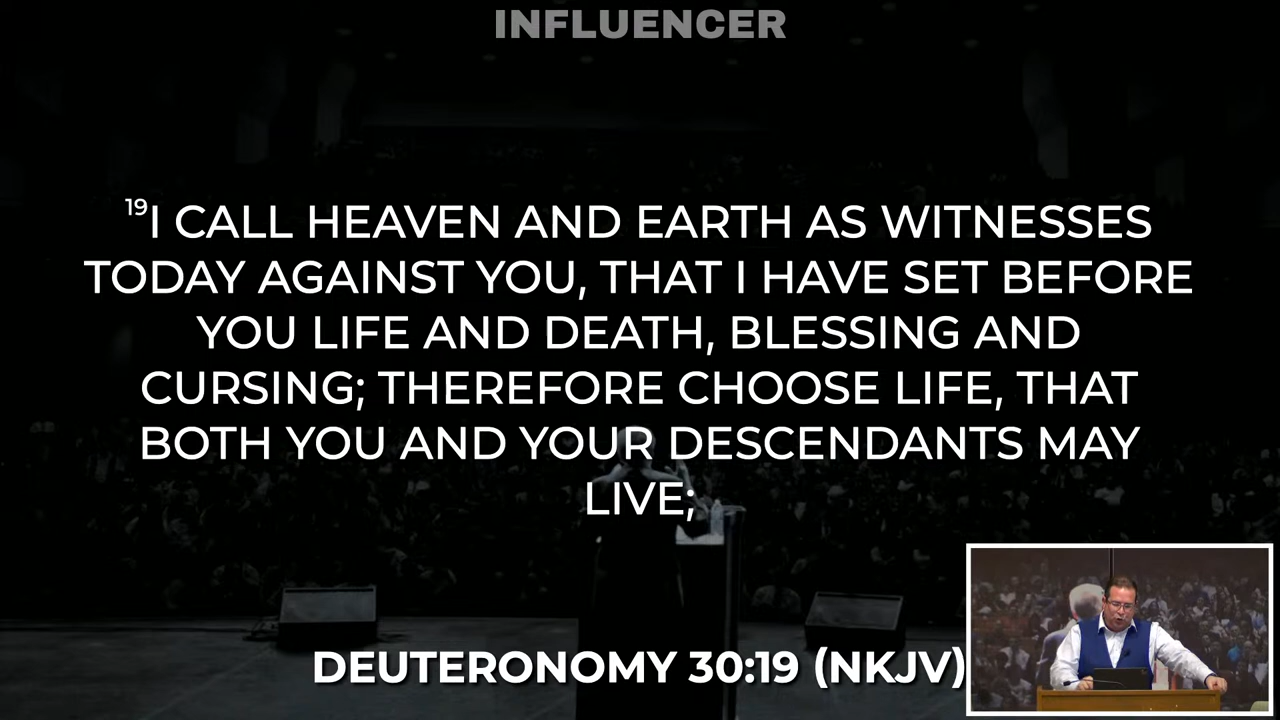 INFLUENCER
¹⁹I CALL HEAVEN AND EARTH AS WITNESSES
TODAY AGAINST YOU, THAT I HAVE SET BEFORE
YOU LIFE AND DEATH, BLESSING AND
CURSING; THEREFORE CHOOSE LIFE, THAT
BOTH YOU AND YOUR DESCENDANTS MAY
LIVE;
DEUTERONOMY 30:19 (NKJV)